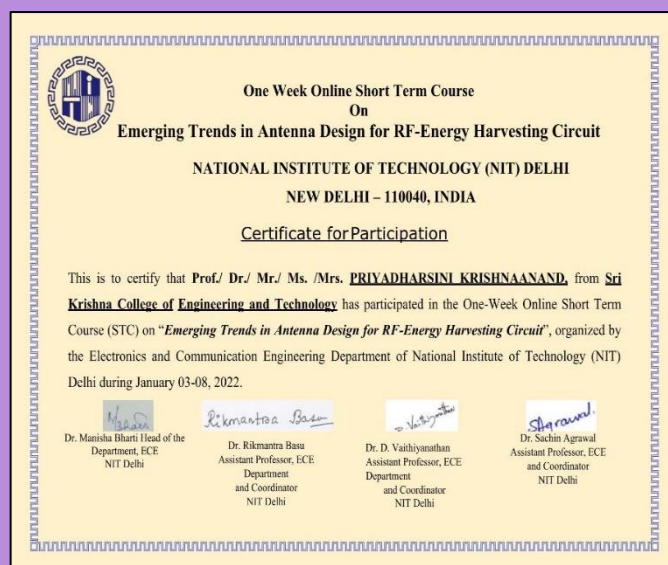 One Week Online Short Term Course
On
Emerging Trends in Antenna Design for RF-Energy Harvesting Circuit
NATIONAL INSTITUTE OF TECHNOLOGY (NIT) DELHI
NEW DELHI – 110040, INDIA
Certificate for Participation
This is to certify that Prof./ Dr./ Mr./ Ms. /Mrs. PRIYADHARSINI KRISHNAANAND, from Sri
Krishna College of Engineering and Technology has participated in the One-Week Online Short Term
Course (STC) on “Emerging Trends in Antenna Design for RF-Energy Harvesting Circuit”, organized by
the Electronics and Communication Engineering Department of National Institute of Technology (NIT)
Delhi during January 03-08, 2022.
Rikmantra Basu
D. Vaithiyanathan
SAgrawal.
Dr. Manisha Bharti Head of the
Department, ECE
NIT Delhi
Dr. Rikmantra Basu
Assistant Professor, ECE
Department
and Coordinator
NIT Delhi
Dr. D. Vaithiyanathan
Assistant Professor, ECE
Department
and Coordinator
NIT Delhi
Dr. Sachin Agrawal
Assistant Professor, ECE
and Coordinator
NIT Delhi